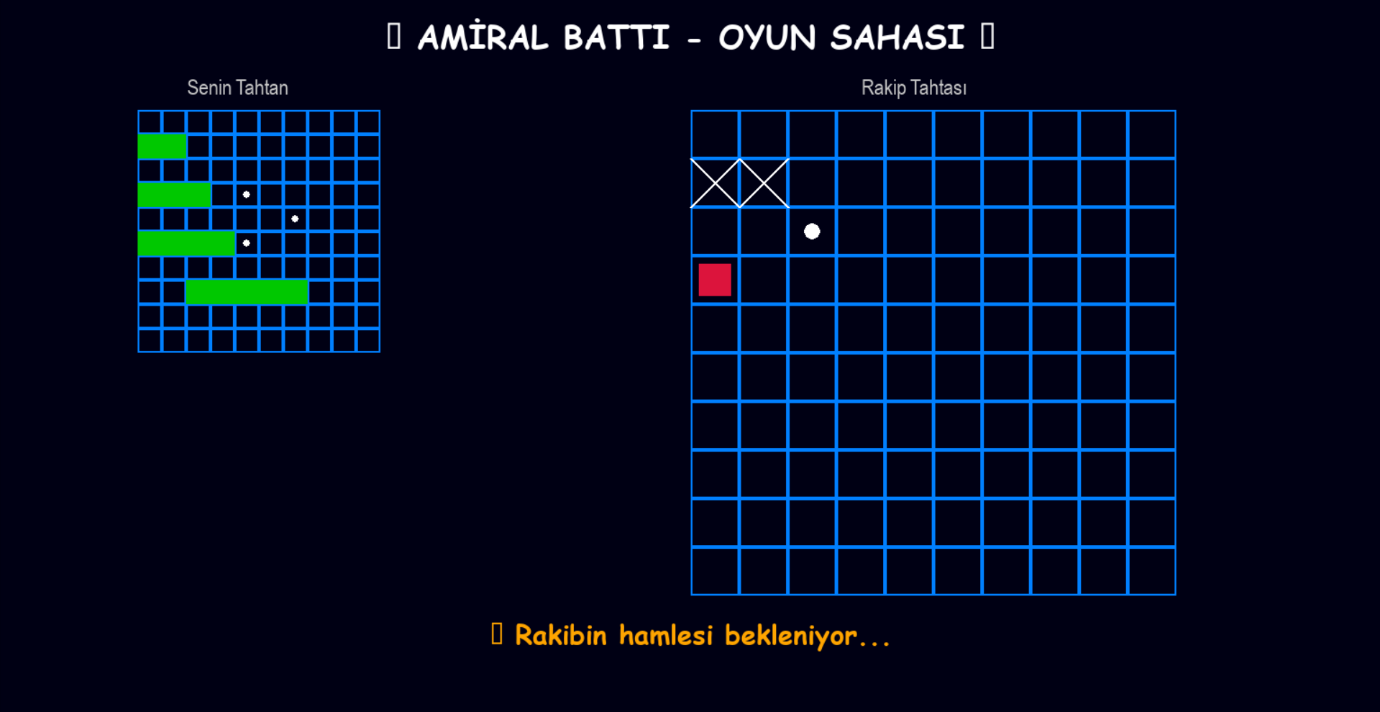 AMİRAL BATTI - OYUN SAHASI
Senin Tahtan
Rakip Tahtası
Rakibin hamlesi bekleniyor...